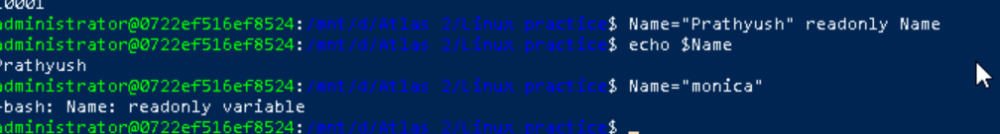 10001
administrator@0722ef516ef8524:/mnt/d/Atlas 2/Linux practice$ Name="Prathyush" readonly Name
administrator@0722ef516ef8524:/mnt/d/Atlas 2/Linux practice$ echo $Name
Prathyush
administrator@0722ef516ef8524:/mnt/d/Atlas 2/Linux practice$ Name="monica"
-bash: Name: readonly variable
administrator@0722ef516ef8524:/mnt/d/Atlas 2/Linux practice$ _